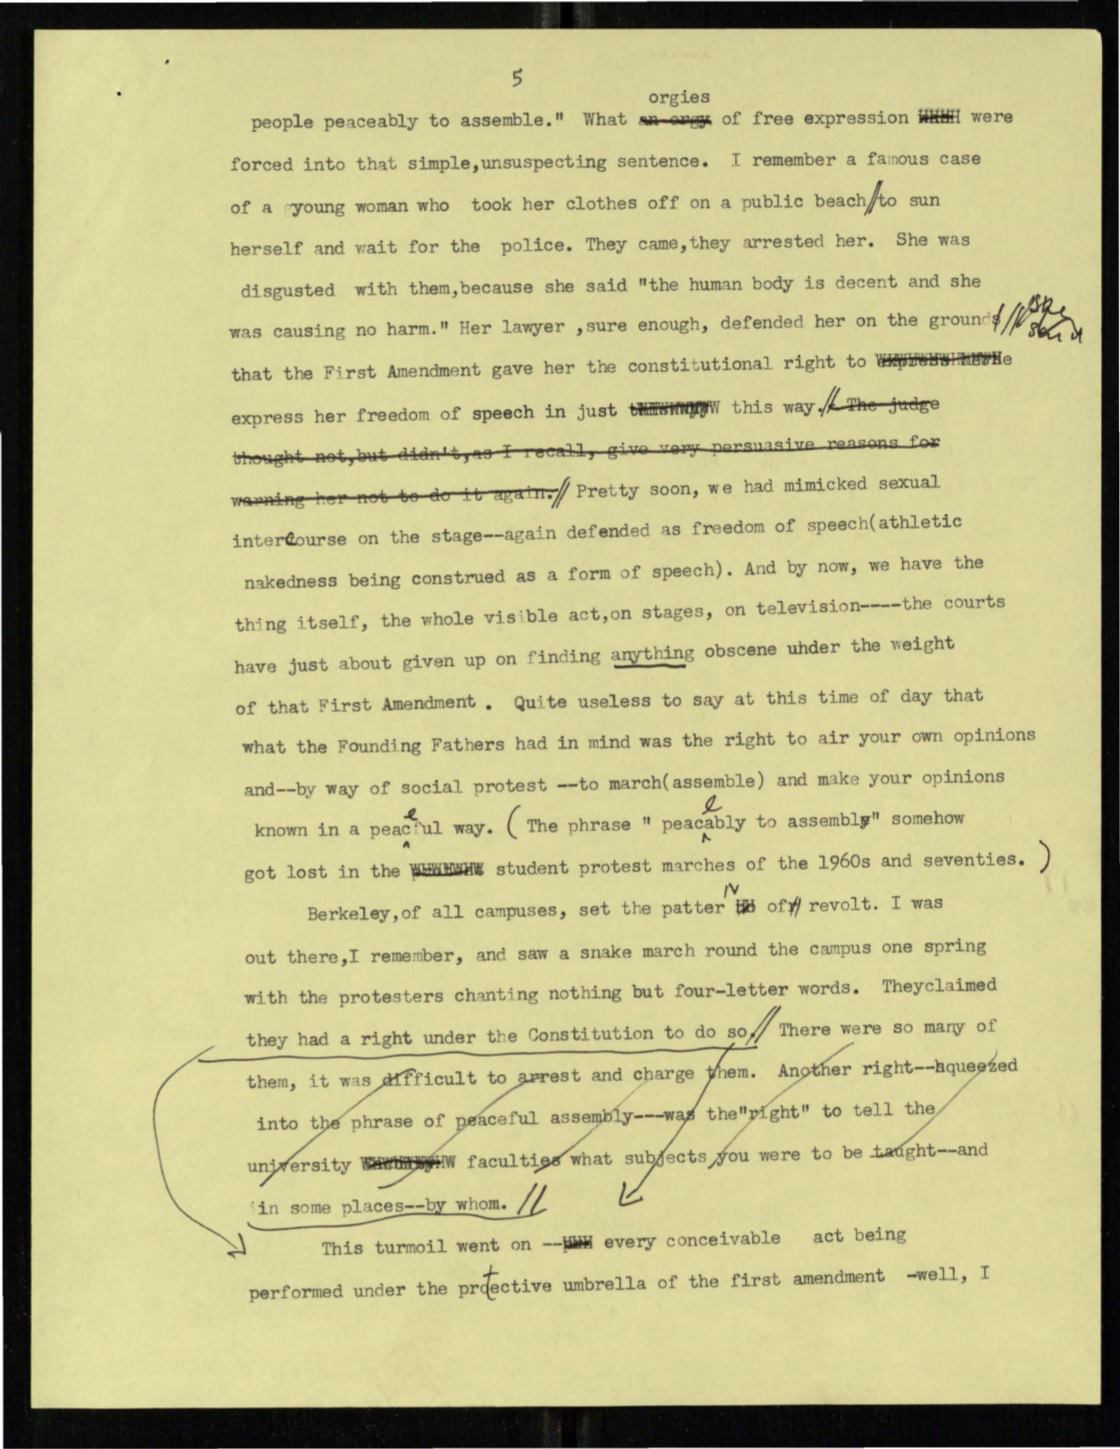 5
orgies
people peaceably to assemble." What an orgy of free expression were
forced into that simple,unsuspecting sentence. I remember a famous case
of a young woman who took her clothes off on a public beach//to sun
herself and wait for the police. They came,they arrested her. She was
disgusted with them,because she said "the human body is decent and she
was causing no harm." Her lawyer ,sure enough, defended her on the grounds//
that the First Amendment gave her the constitutional right to
express her freedom of speech in just this way.// The judge
thought not,but didn't,as I recall, give very persuasive reasons for
warning her not to do it again.// Pretty soon, we had mimicked sexual
intercourse on the stage--again defended as freedom of speech(athletic
nakedness being construed as a form of speech). And by now, we have the
thing itself, the whole visible act,on stages, on television----the courts
have just about given up on finding anything obscene uhder the weight
of that First Amendment . Quite useless to say at this time of day that
what the Founding Fathers had in mind was the right to air your own opinions
and--by way of social protest --to march(assemble) and make your opinions
known in a peaceful way. ( The phrase " peaceably to assembly" somehow
got lost in the student protest marches of the 1960s and seventies. )
Berkeley,of all campuses, set the pattern of// revolt. I was
out there,I remember, and saw a snake march round the campus one spring
with the protesters chanting nothing but four-letter words. Theyclaimed
they had a right under the Constitution to do so.// There were so many of
them, it was difficult to arrest and charge them. Another right--squeezed
into the phrase of peaceful assembly---was the"right" to tell the
university faculties what subjects you were to be taught--and
in some places--by whom. //
This turmoil went on -- every conceivable act being
performed under the protective umbrella of the first amendment -well, I